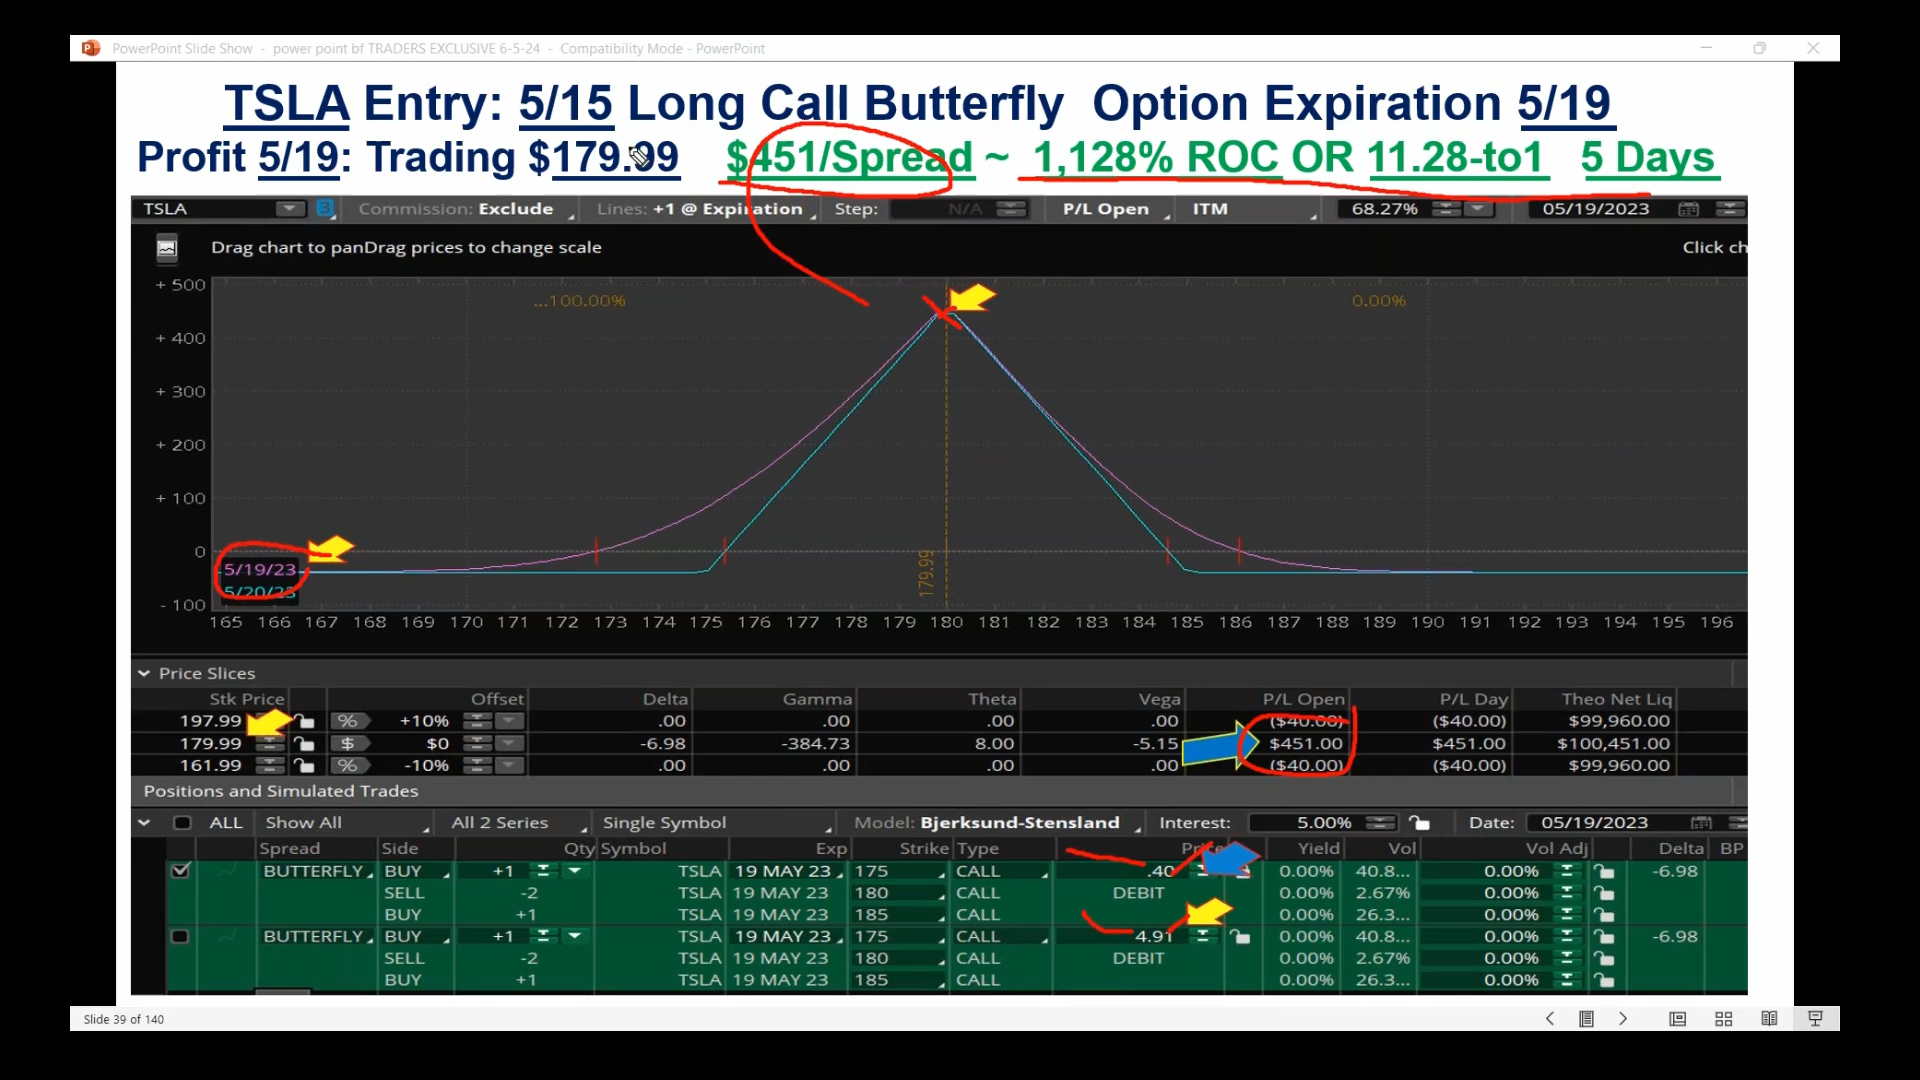 PowerPoint Slide Show - power point bf TRADERS EXCLUSIVE 6-5-24 - Compatibility Mode - PowerPoint
TSLA Entry: 5/15 Long Call Butterfly Option Expiration 5/19
Profit 5/19: Trading $179.99 $451/Spread ~ 1,128% ROC OR 11.28-to1 5 Days
TSLA 3 Commission: Exclude Lines: +1 @ Expiration Step: N/A P/L Open ITM 68.27% 05/19/2023
Drag chart to panDrag prices to change scale Click ch
+ 500 ...100.00% 0.00%
+ 400
+ 300
+ 200
+ 100
0
179.99
5/19/23
5/20/23
- 100
165 166 167 168 169 170 171 172 173 174 175 176 177 178 179 180 181 182 183 184 185 186 187 188 189 190 191 192 193 194 195 196
Price Slices
Stk Price Offset Delta Gamma Theta Vega P/L Open P/L Day Theo Net Liq
197.99 % +10% .00 .00 .00 .00 ($40.00) ($40.00) $99,960.00
179.99 $ $0 -6.98 -384.73 8.00 -5.15 $451.00 $451.00 $100,451.00
161.99 % -10% .00 .00 .00 .00 ($40.00) ($40.00) $99,960.00
Positions and Simulated Trades
ALL Show All All 2 Series Single Symbol Model: Bjerksund-Stensland Interest: 5.00% Date: 05/19/2023
Spread Side Qty Symbol Exp Strike Type Price Yield Vol Vol Adj Delta BP
BUTTERFLY BUY +1 TSLA 19 MAY 23 175 CALL .40 0.00% 40.8... 0.00% -6.98
SELL -2 TSLA 19 MAY 23 180 CALL DEBIT 0.00% 2.67% 0.00%
BUY +1 TSLA 19 MAY 23 185 CALL 0.00% 26.3... 0.00%
BUTTERFLY BUY +1 TSLA 19 MAY 23 175 CALL 4.91 0.00% 40.8... 0.00% -6.98
SELL -2 TSLA 19 MAY 23 180 CALL DEBIT 0.00% 2.67% 0.00%
BUY +1 TSLA 19 MAY 23 185 CALL 0.00% 26.3... 0.00%
Slide 39 of 140